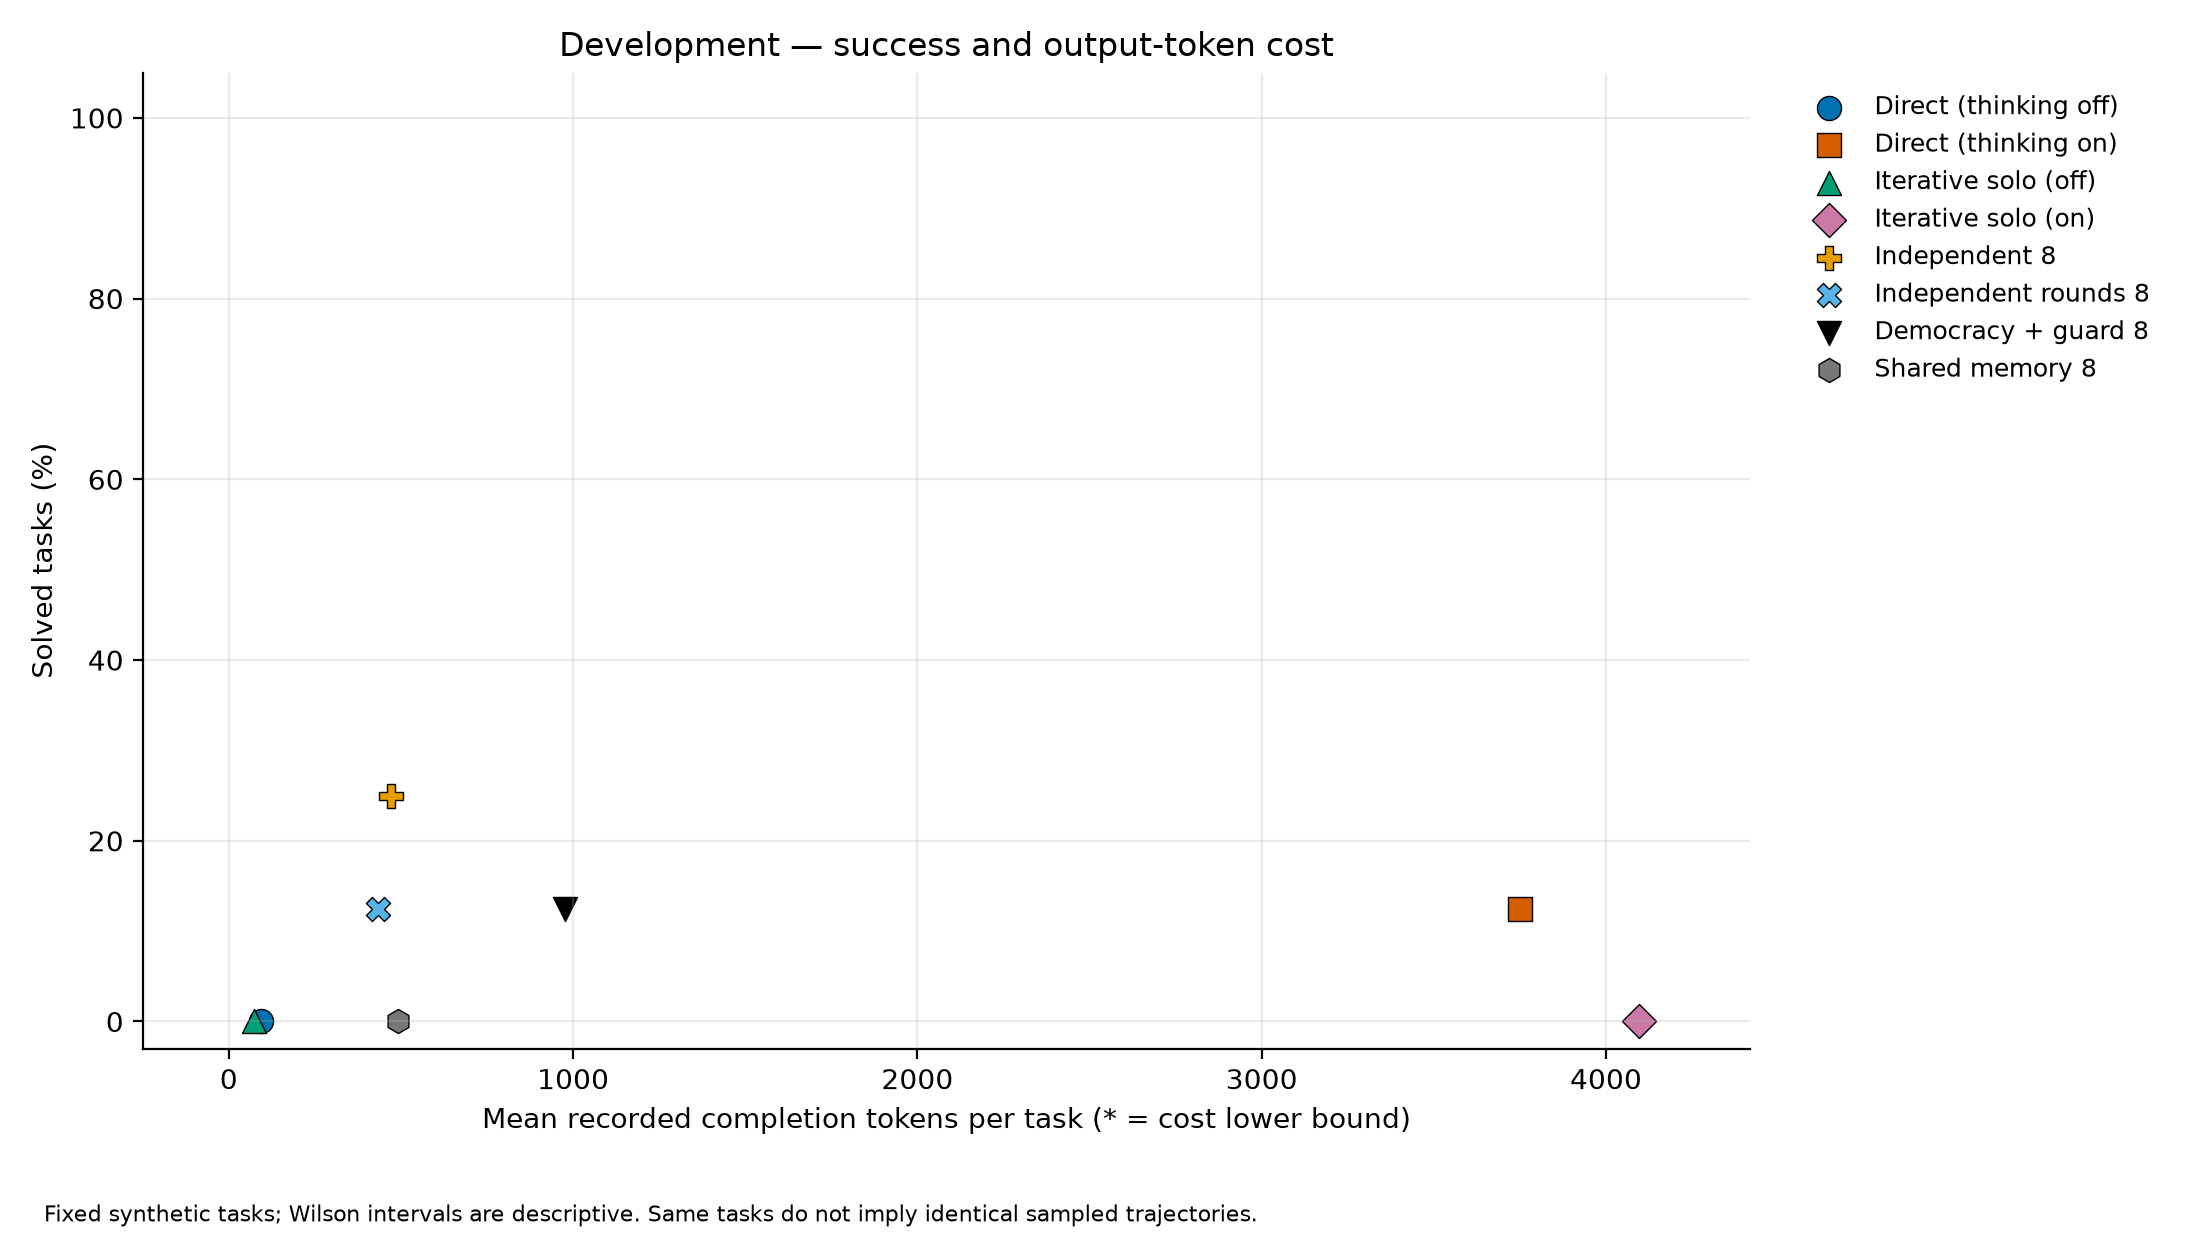 Development — success and output-token cost
Solved tasks (%)
100
80
60
40
20
0
0
1000
2000
3000
4000
Mean recorded completion tokens per task (* = cost lower bound)
Direct (thinking off)
Direct (thinking on)
Iterative solo (off)
Iterative solo (on)
Independent 8
Independent rounds 8
Democracy + guard 8
Shared memory 8
Fixed synthetic tasks; Wilson intervals are descriptive. Same tasks do not imply identical sampled trajectories.